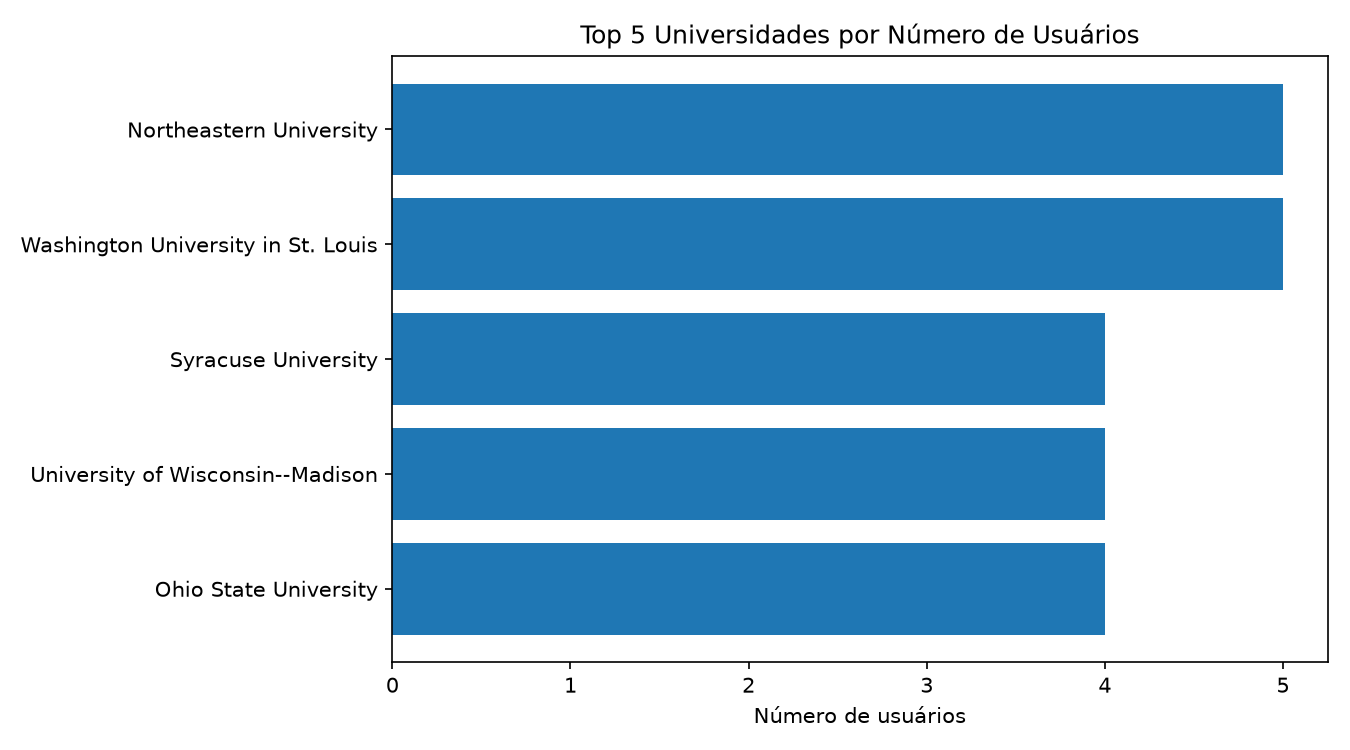 Top 5 Universidades por Número de Usuários
Northeastern University
Washington University in St. Louis
Syracuse University
University of Wisconsin--Madison
Ohio State University
0 1 2 3 4 5
Número de usuários